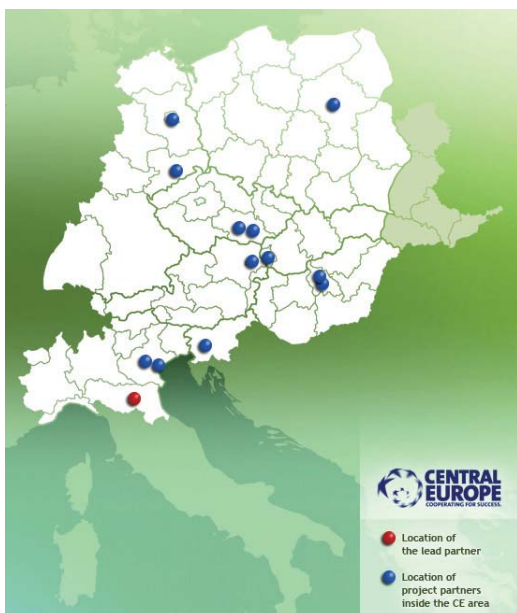 CENTRAL
EUROPE
COOPERATING FOR SUCCESS.
Location of
the lead partner
Location of
project partners
inside the CE area